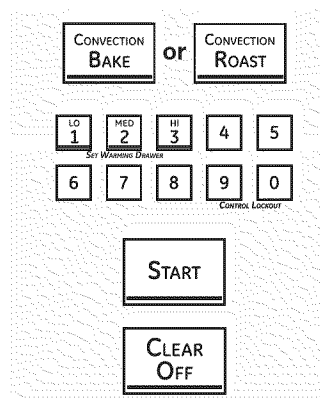 CONVECTION BAKE or CONVECTION ROAST
LO 1 MED 2 HI 3 4 5
SET WARMING DRAWER
6 7 8 9 0
CONTROL LOCKOUT
START
CLEAR
OFF